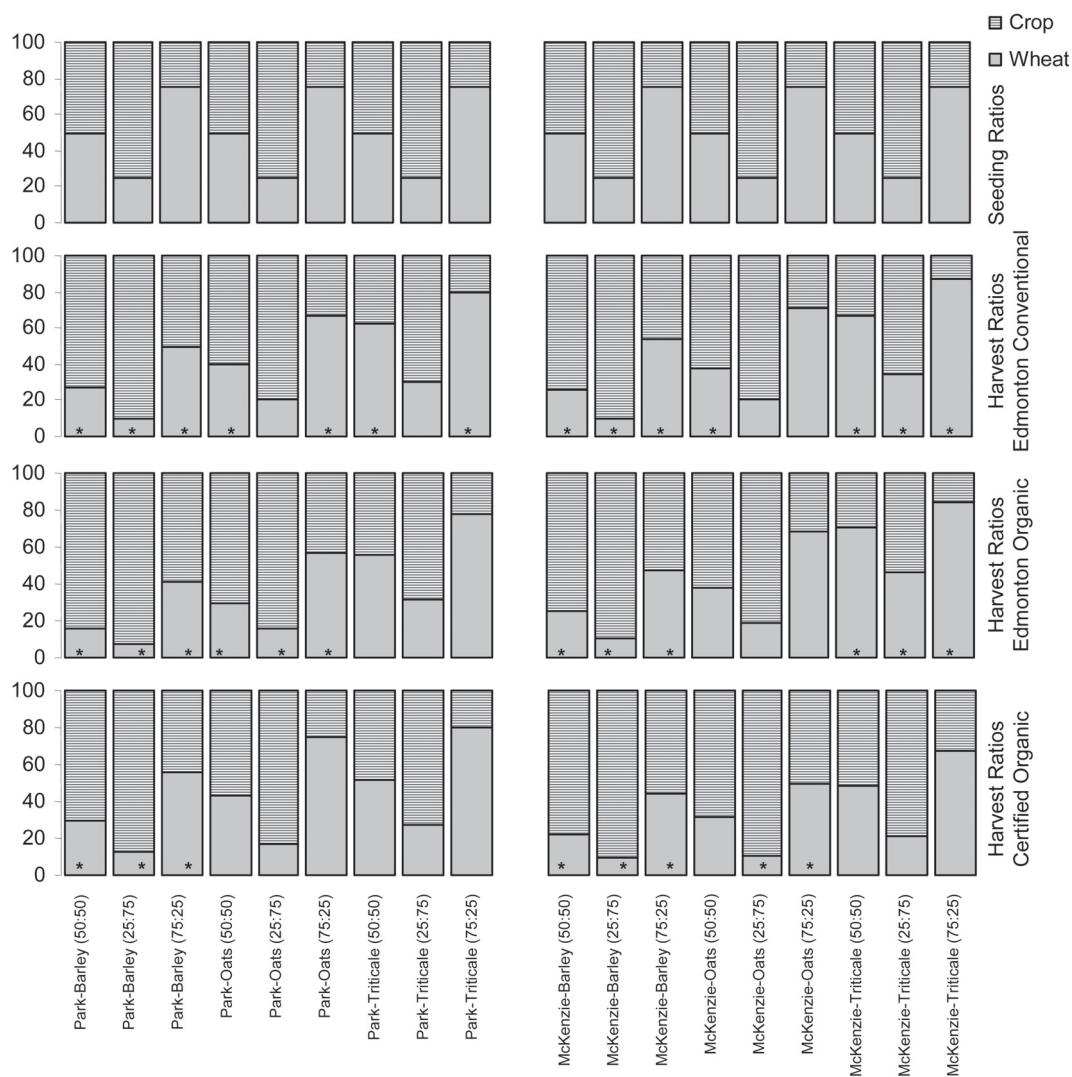 Crop
Wheat
100
80
60
40
20
0
Seeding Ratios
100
80
60
40
20
0
* * * * * * *
* * * * * * *
Harvest Ratios
Edmonton Conventional
100
80
60
40
20
0
* * * * * *
* * * * * *
Harvest Ratios
Edmonton Organic
100
80
60
40
20
0
* * *
* * * * *
Harvest Ratios
Certified Organic
Park-Barley (50:50)
Park-Barley (25:75)
Park-Barley (75:25)
Park-Oats (50:50)
Park-Oats (25:75)
Park-Oats (75:25)
Park-Triticale (50:50)
Park-Triticale (25:75)
Park-Triticale (75:25)
McKenzie-Barley (50:50)
McKenzie-Barley (25:75)
McKenzie-Barley (75:25)
McKenzie-Oats (50:50)
McKenzie-Oats (25:75)
McKenzie-Oats (75:25)
McKenzie-Triticale (50:50)
McKenzie-Triticale (25:75)
McKenzie-Triticale (75:25)